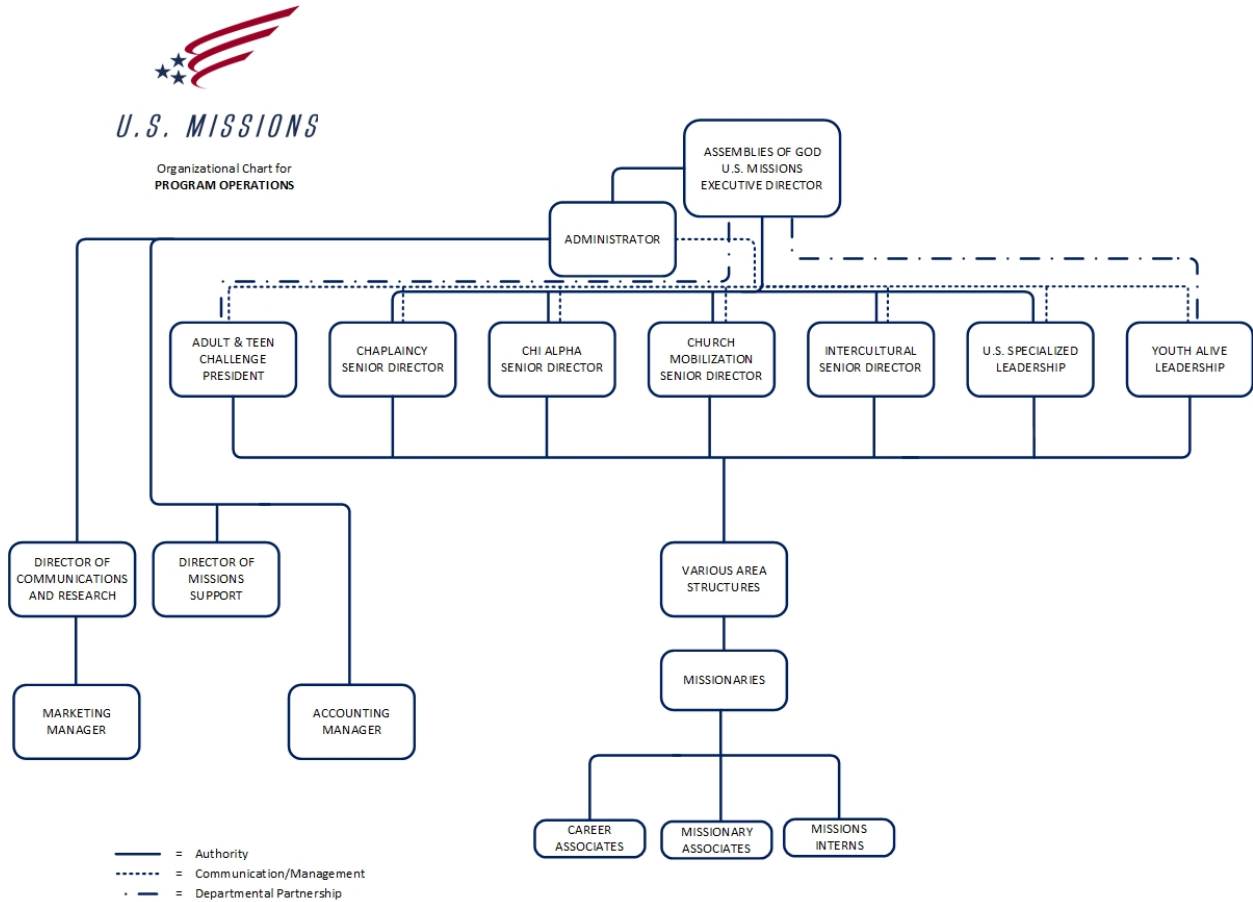 U.S. MISSIONS
Organizational Chart for
PROGRAM OPERATIONS
ASSEMBLIES OF GOD
U.S. MISSIONS
EXECUTIVE DIRECTOR
ADMINISTRATOR
ADULT & TEEN
CHALLENGE
PRESIDENT
CHAPLAINCY
SENIOR DIRECTOR
CHI ALPHA
SENIOR DIRECTOR
CHURCH
MOBILIZATION
SENIOR DIRECTOR
INTERCULTURAL
SENIOR DIRECTOR
U.S. SPECIALIZED
LEADERSHIP
YOUTH ALIVE
LEADERSHIP
DIRECTOR OF
COMMUNICATIONS
AND RESEARCH
DIRECTOR OF
MISSIONS
SUPPORT
VARIOUS AREA
STRUCTURES
MISSIONARIES
MARKETING
MANAGER
ACCOUNTING
MANAGER
CAREER
ASSOCIATES
MISSIONARY
ASSOCIATES
MISSIONS
INTERNS
= Authority
= Communication/Management
= Departmental Partnership